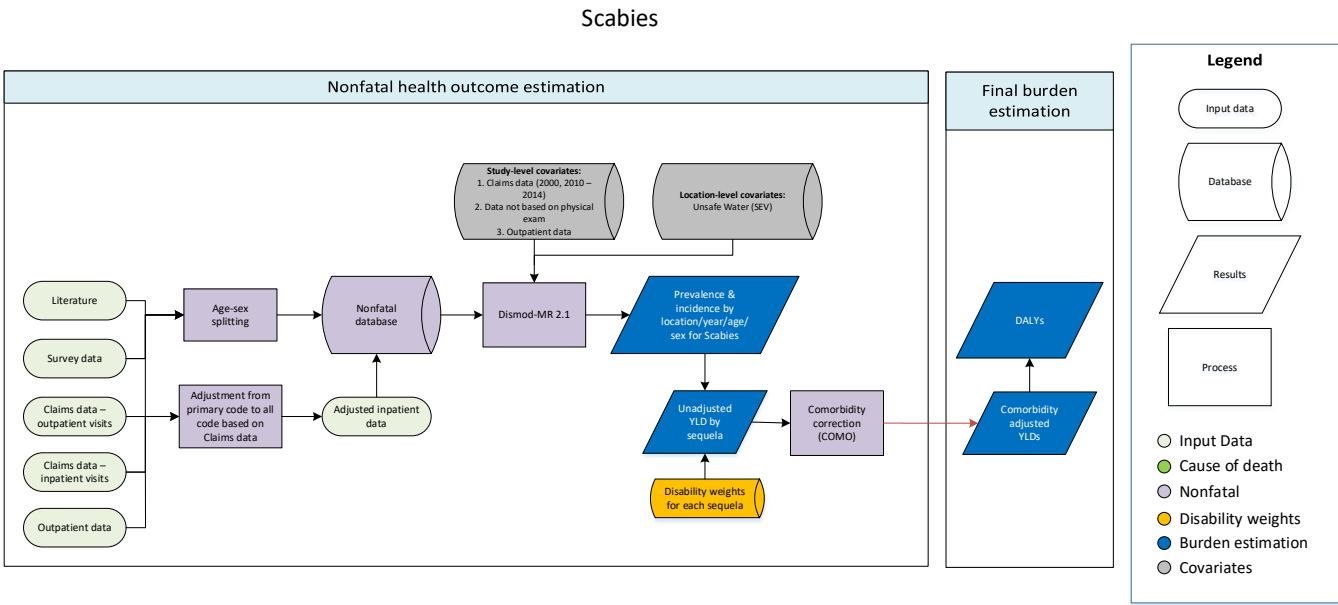 Scabies
Nonfatal health outcome estimation
Final burden
estimation
Legend
Input data
Database
Results
Process
Input Data
Cause of death
Nonfatal
Disability weights
Burden estimation
Covariates
Study-level covariates:
1. Claims data (2000, 2010 –
2014)
2. Data not based on physical
exam
3. Outpatient data
Location-level covariates:
Unsafe Water (SEV)
Literature
Survey data
Claims data –
outpatient visits
Claims data –
inpatient visits
Outpatient data
Age-sex
splitting
Adjustment from
primary code to all
code based on
Claims data
Nonfatal
database
Adjusted inpatient
data
Dismod-MR 2.1
Prevalence &
incidence by
location/year/age/
sex for Scabies
Unadjusted
YLD by
sequela
Disability weights
for each sequela
Comorbidity
correction
(COMO)
DALYs
Comorbidity
adjusted
YLDs